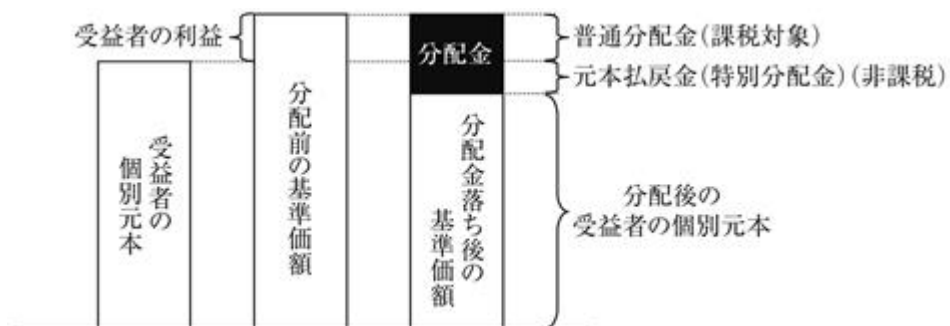 受益者の利益
受益者の
個別元本
分配前の基準価額
分配金
分配金落ち後の
基準価額
普通分配金(課税対象)
元本払戻金(特別分配金)(非課税)
分配後の
受益者の個別元本